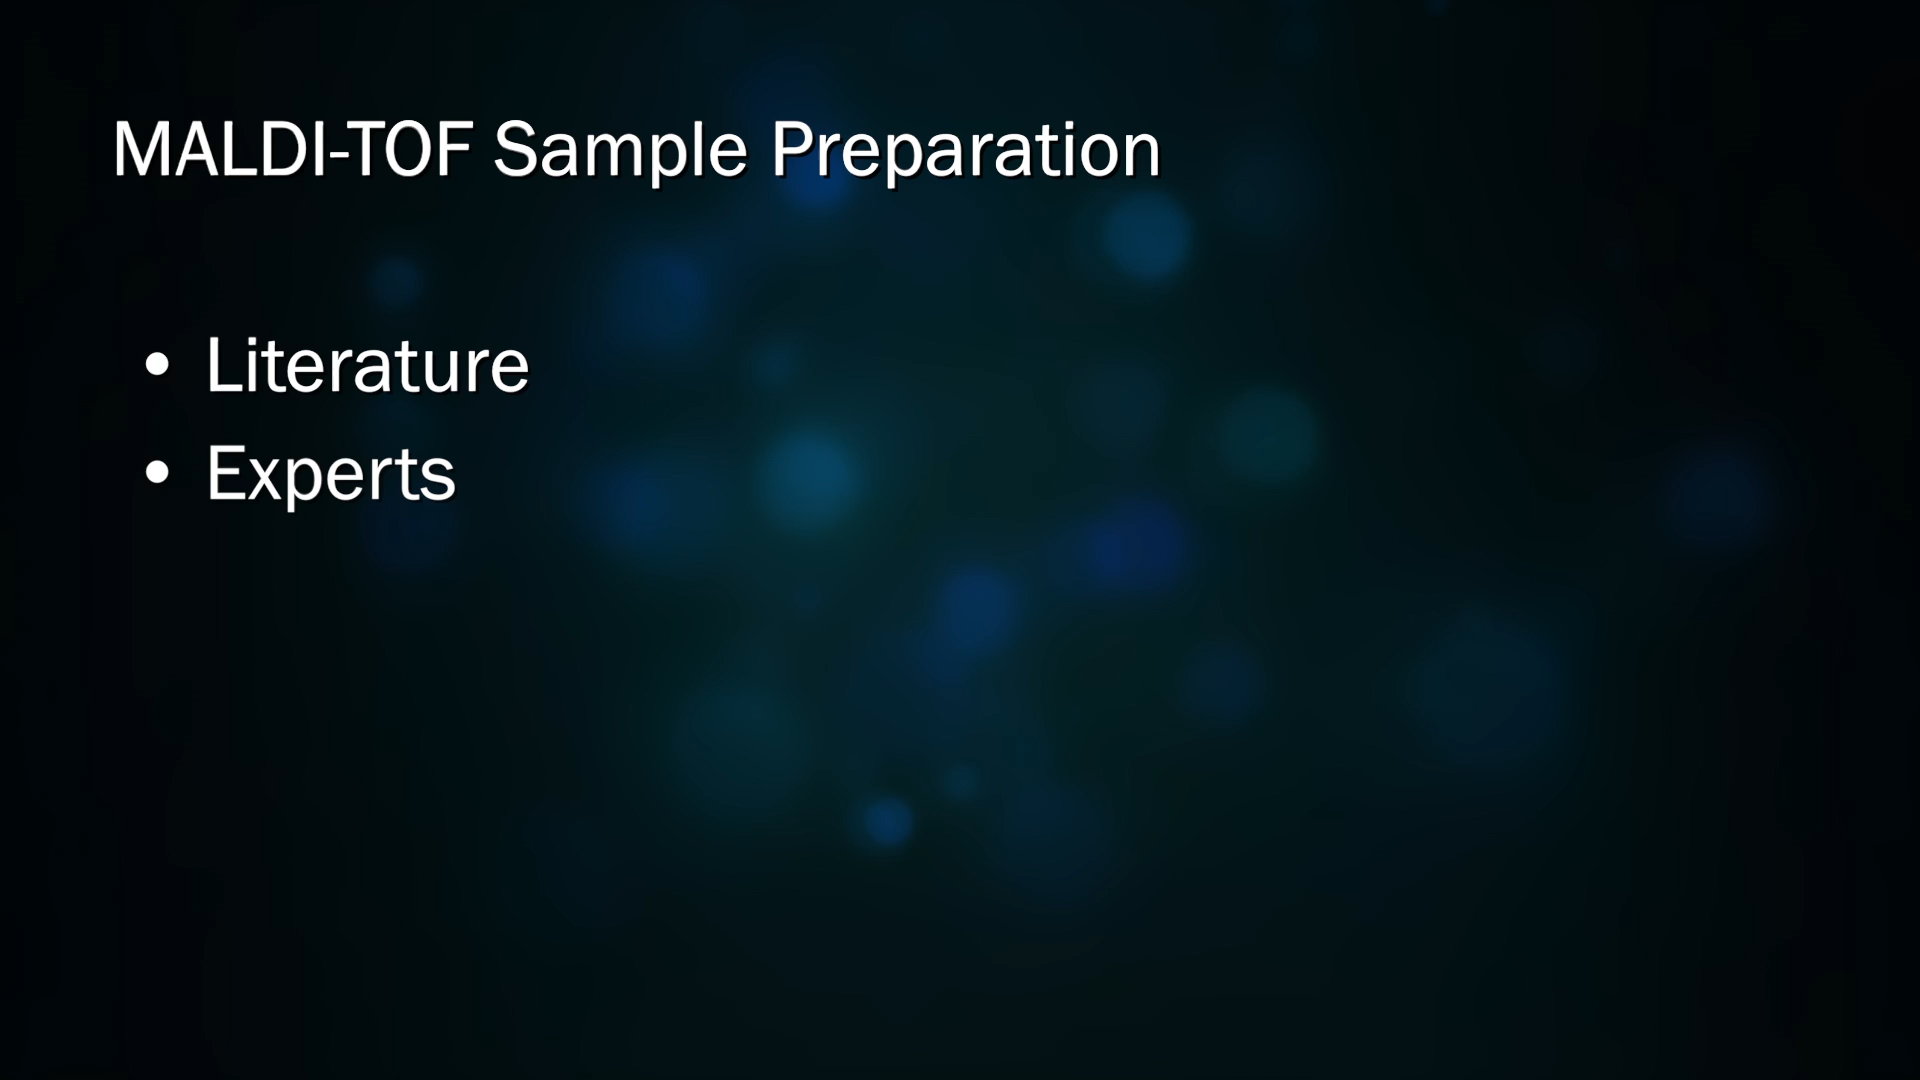 MALDI-TOF Sample Preparation
• Literature
• Experts